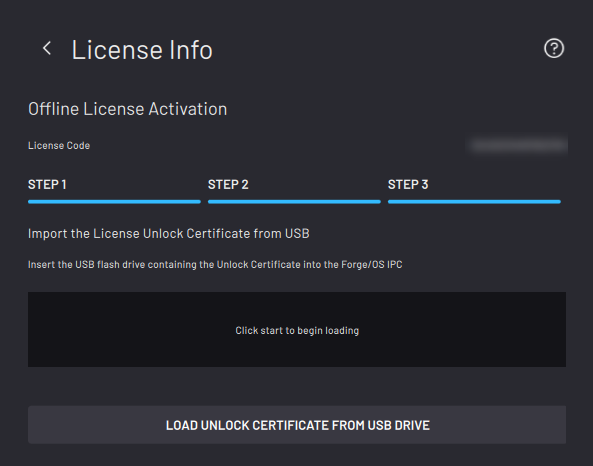 License Info
Offline License Activation
License Code
STEP 1 STEP 2 STEP 3
Import the License Unlock Certificate from USB
Insert the USB flash drive containing the Unlock Certificate into the Forge/OS IPC
Click start to begin loading
LOAD UNLOCK CERTIFICATE FROM USB DRIVE